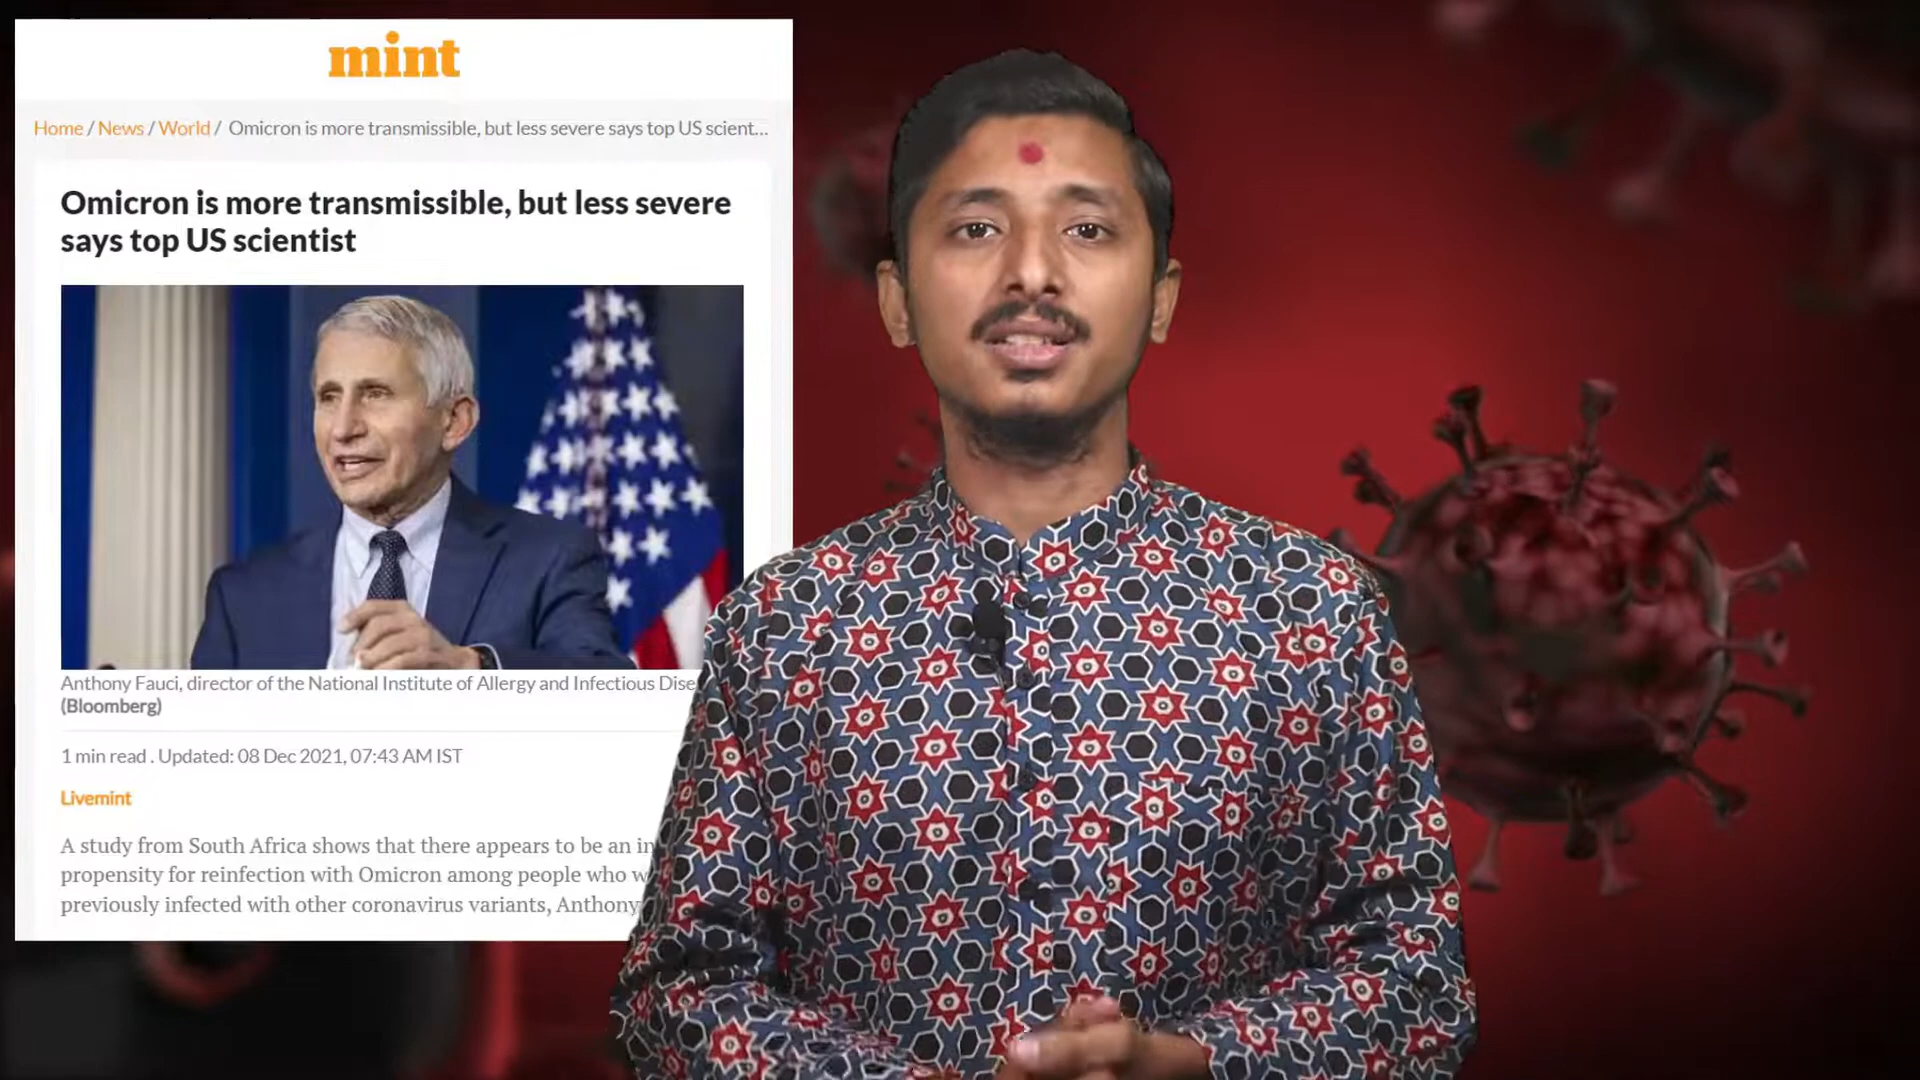 mint
Home / News / World / Omicron is more transmissible, but less severe says top US scient...
Omicron is more transmissible, but less severe
says top US scientist
Anthony Fauci, director of the National Institute of Allergy and Infectious
(Bloomberg)
1 min read . Updated: 08 Dec 2021, 07:43 AM IST
Livemint
A study from South Africa shows that there appears to be an
propensity for reinfection with Omicron among people who
previously infected with other coronavirus variants, Anthony